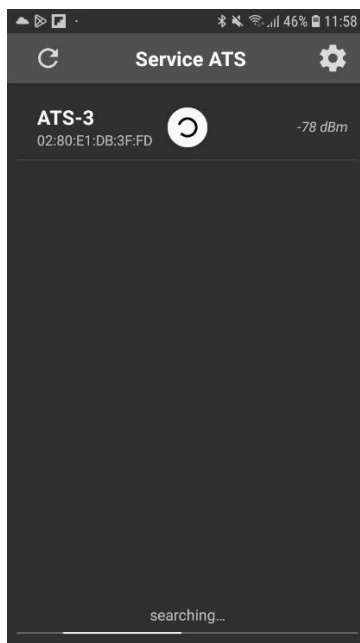 46% 11:58
Service ATS
ATS-3
02:80:E1:DB:3F:FD
-78 dBm
searching...